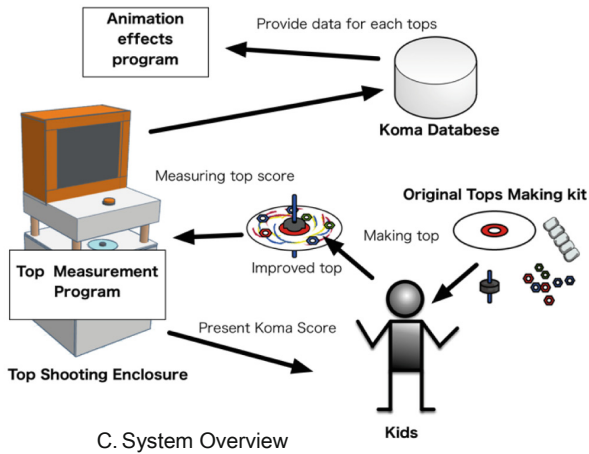 Animation
effects
program
Provide data for each tops
Koma Databese
Measuring top score
Original Tops Making kit
Making top
Improved top
Top Measurement
Program
Present Koma Score
Top Shooting Enclosure
Kids
C. System Overview